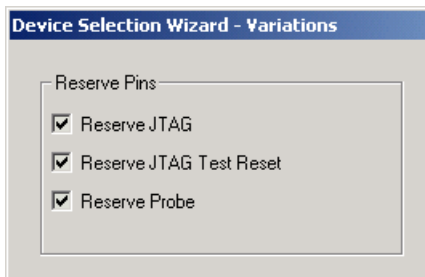 Device Selection Wizard - Variations
Reserve Pins
Reserve JTAG
Reserve JTAG Test Reset
Reserve Probe